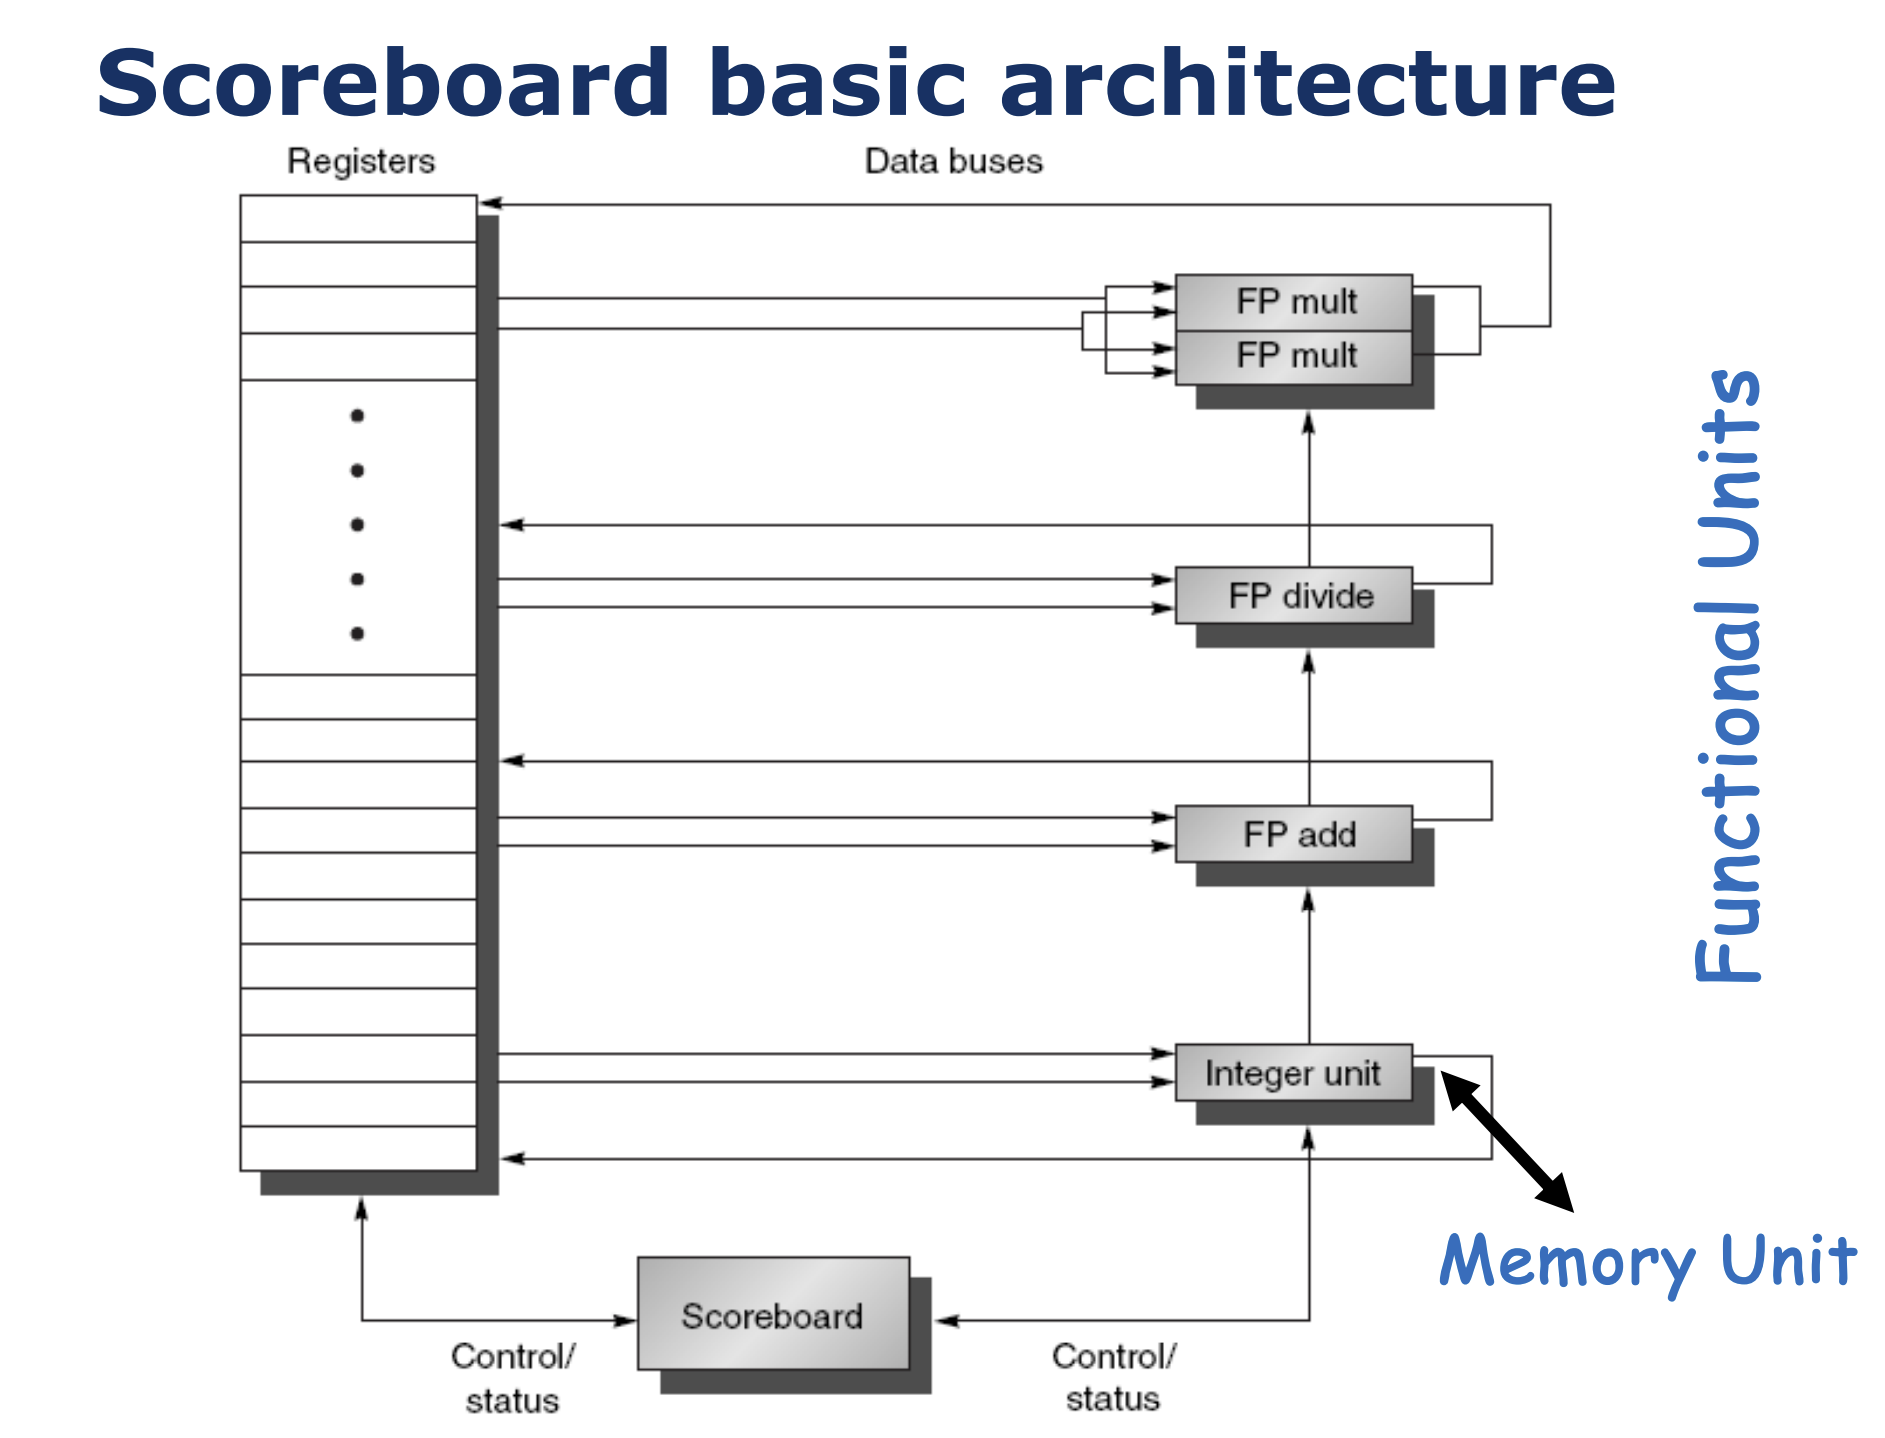 Scoreboard basic architecture
Registers
Data buses
FP mult
FP mult
FP divide
FP add
Integer unit
Functional Units
Memory Unit
Scoreboard
Control/
status
Control/
status